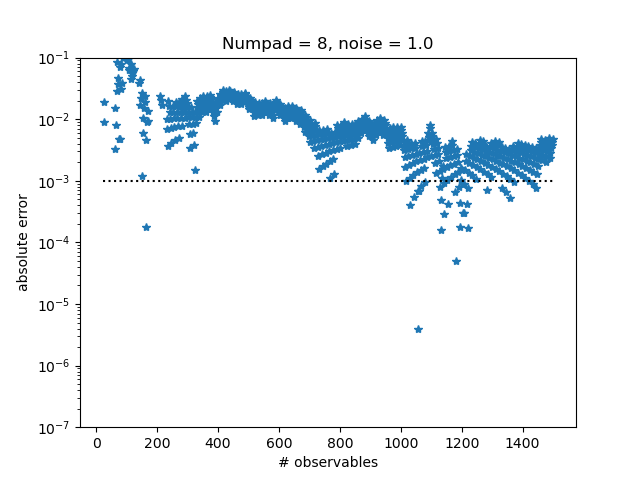 Numpad = 8, noise = 1.0
absolute error
10⁻¹
10⁻²
10⁻³
10⁻⁴
10⁻⁵
10⁻⁶
10⁻⁷
0 200 400 600 800 1000 1200 1400
# observables